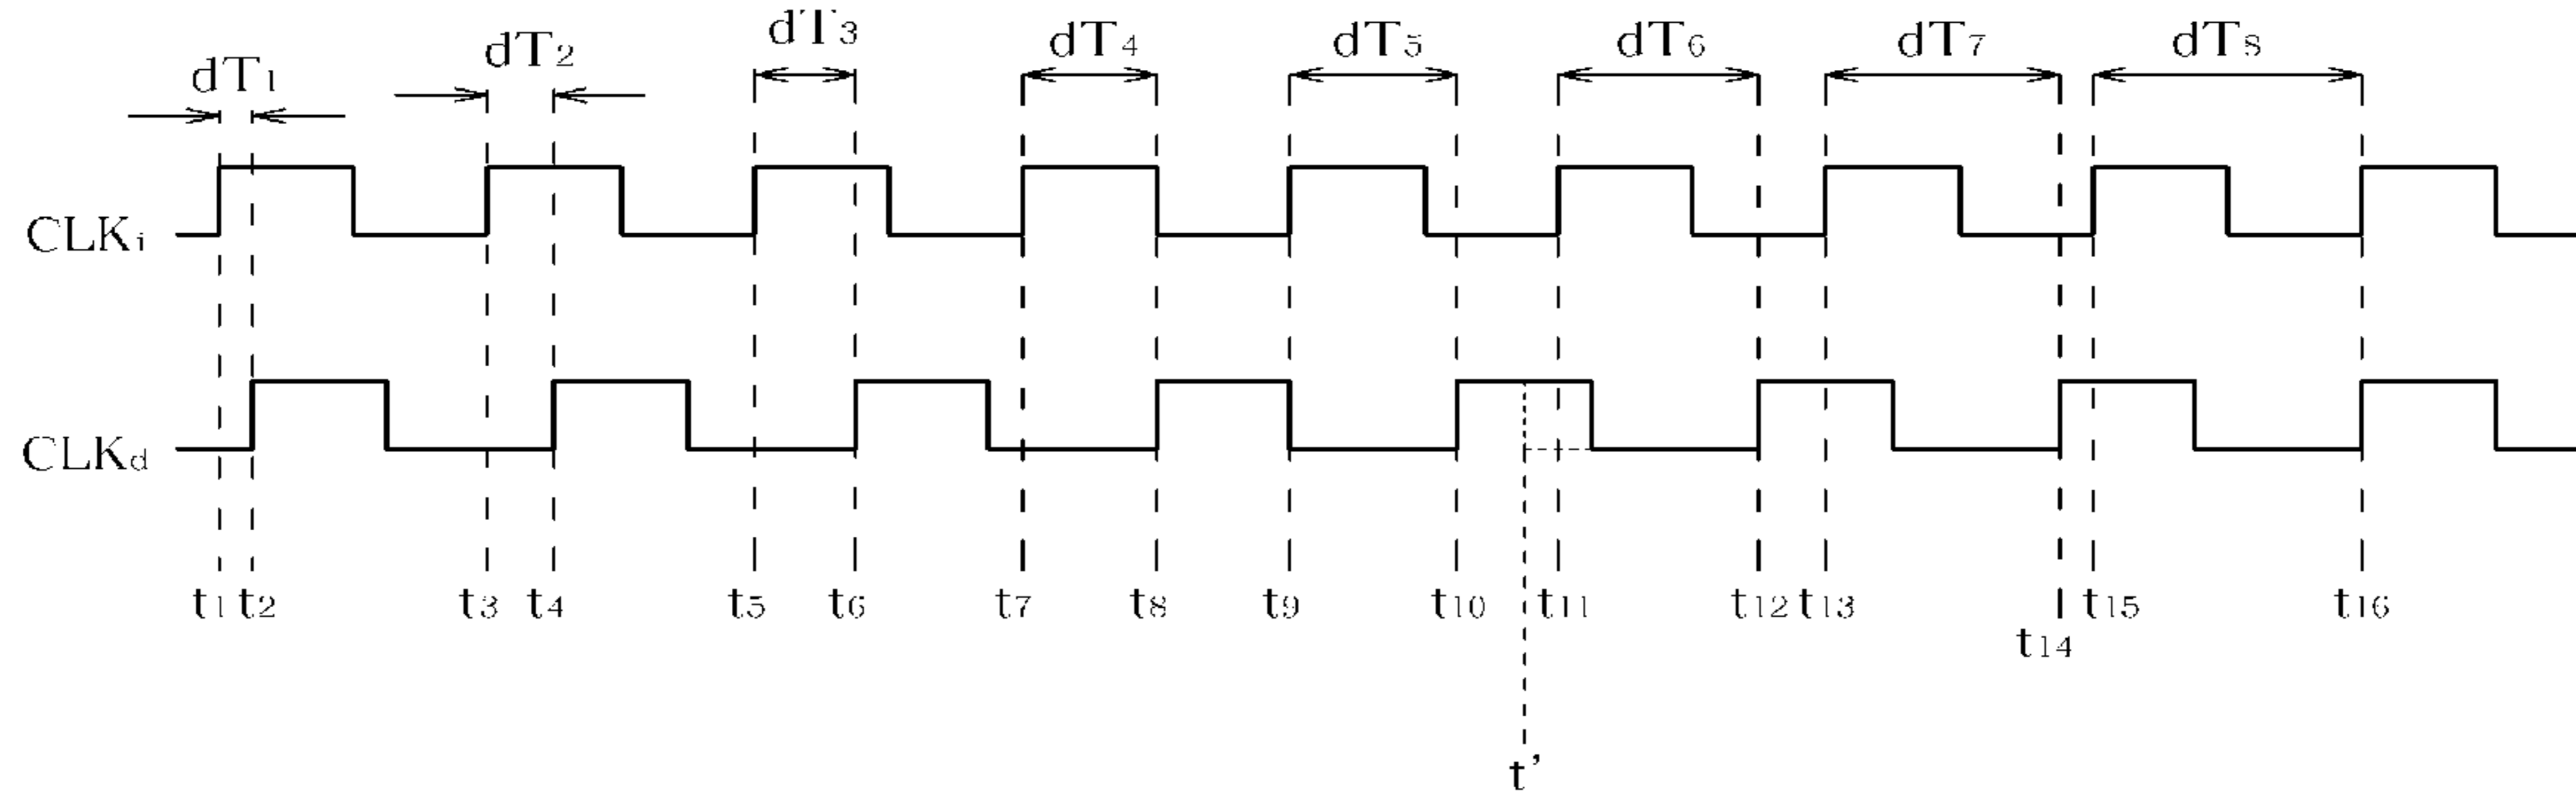 dT1 dT2 dT3 dT4 dT5 dT6 dT7 dT8
CLKi
CLKd
t1 t2 t3 t4 t5 t6 t7 t8 t9 t10 t11 t12 t13 t15 t16
t14
t'